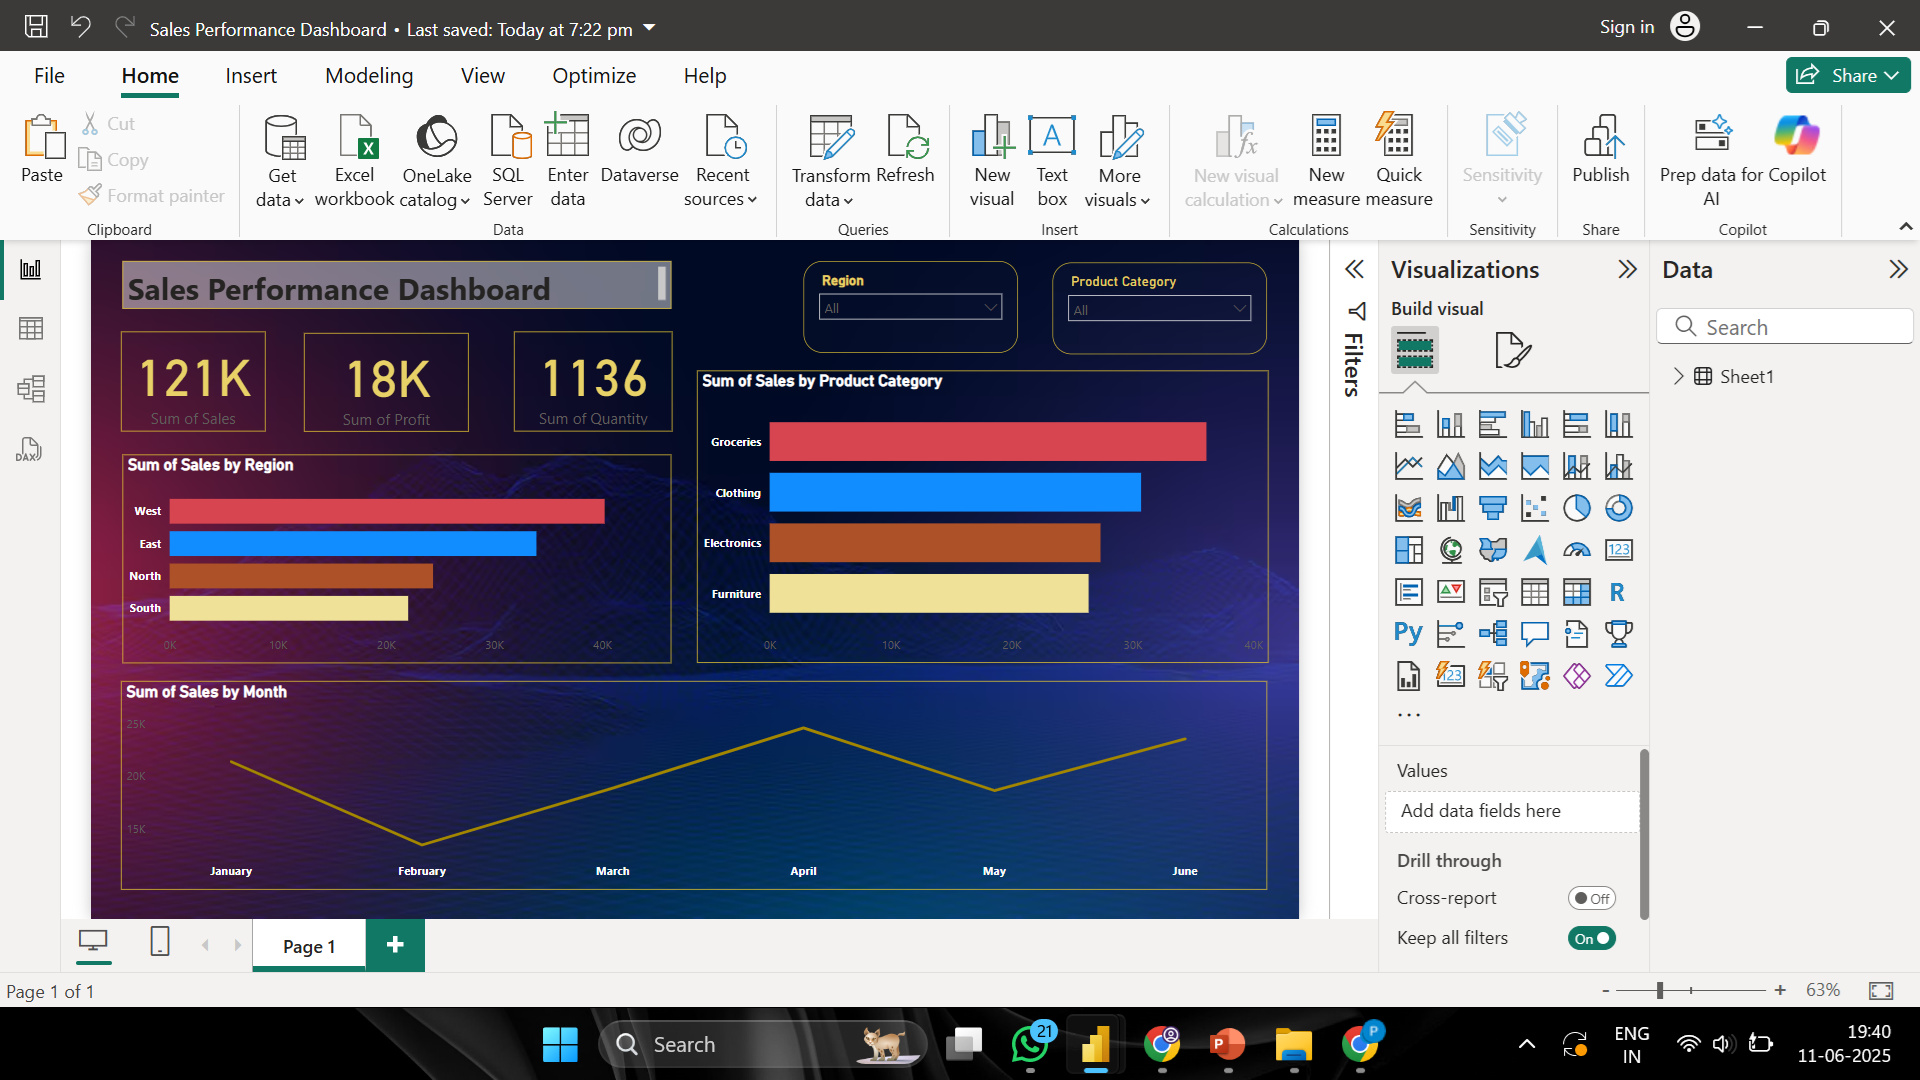 Sales Performance Dashboard • Last saved: Today at 7:22 pm
Sign in
File Home Insert Modeling View Optimize Help
Share
Paste
Cut
Copy
Format painter
Clipboard
Get data
Excel workbook
OneLake catalog
SQL Server
Enter data
Dataverse
Recent sources
Data
Transform data
Refresh
Queries
New visual
Text box
More visuals
Insert
New visual calculation
New measure
Quick measure
Calculations
Sensitivity
Sensitivity
Publish
Share
Prep data for AI
Copilot
Copilot
Sales Performance Dashboard
Region
All
Product Category
All
121K
Sum of Sales
18K
Sum of Profit
1136
Sum of Quantity
Sum of Sales by Region
West
East
North
South
0K 10K 20K 30K 40K
Sum of Sales by Product Category
Groceries
Clothing
Electronics
Furniture
0K 10K 20K 30K 40K
Sum of Sales by Month
25K
20K
15K
January February March April May June
Filters
Visualizations
Build visual
123
R
Py
123
...
Values
Add data fields here
Drill through
Cross-report
Off
Keep all filters
On
Data
Search
Sheet1
DAX
Page 1
Page 1 of 1
- + 63%
Search
21
P
P
ENG
IN
19:40
11-06-2025